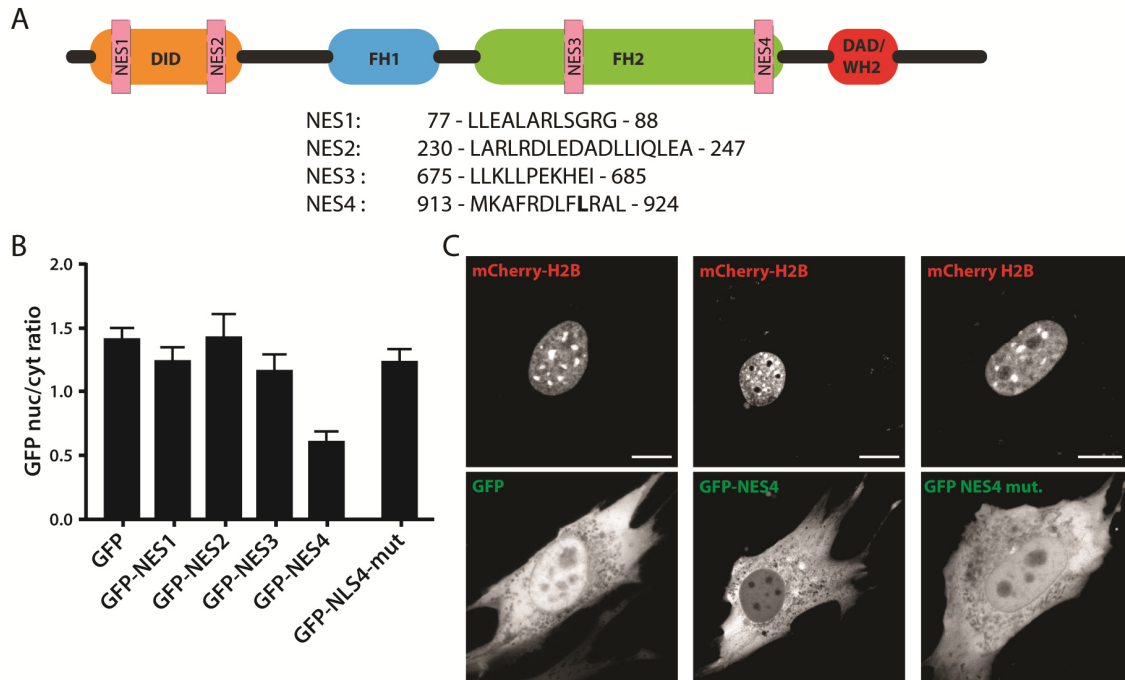 A
NES1
DID
NES2
FH1
NES3
FH2
NES4
DAD/
WH2
NES1: 77 - LLEALARLSGRG - 88
NES2: 230 - LARLRDLEDADLLIQLEA - 247
NES3 : 675 - LLKLLPEKHEI - 685
NES4 : 913 - MKAFRDLFLRAL - 924
B
GFP nuc/cyt ratio
2.0
1.5
1.0
0.5
0.0
GFP
GFP-NES1
GFP-NES2
GFP-NES3
GFP-NES4
GFP-NLS4-mut
C
mCherry-H2B
mCherry-H2B
mCherry H2B
GFP
GFP-NES4
GFP NES4 mut.